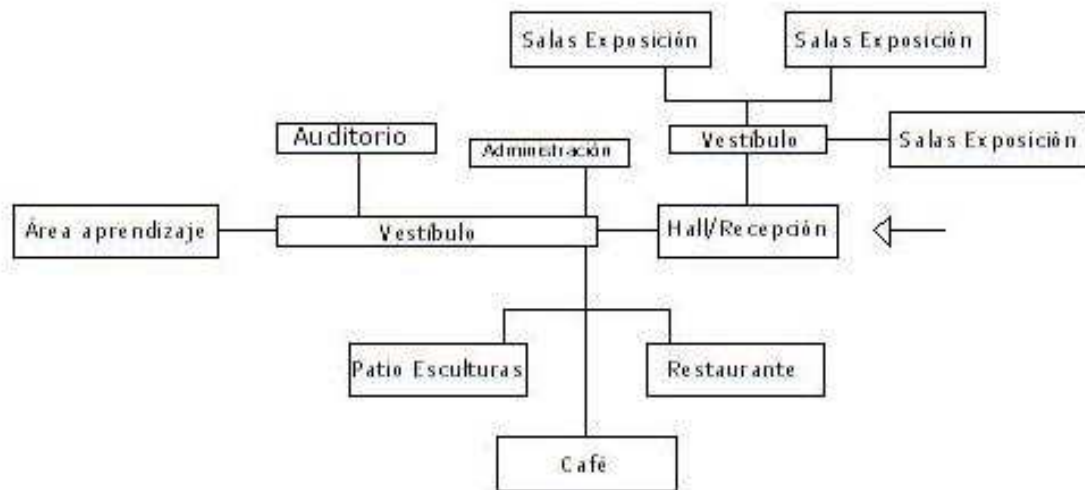 Salas Exposición
Salas Exposición
Auditorio
Administración
Vestíbulo
Salas Exposición
Área aprendizaje
Vestíbulo
Hall/Recepción
Patio Esculturas
Restaurante
Café